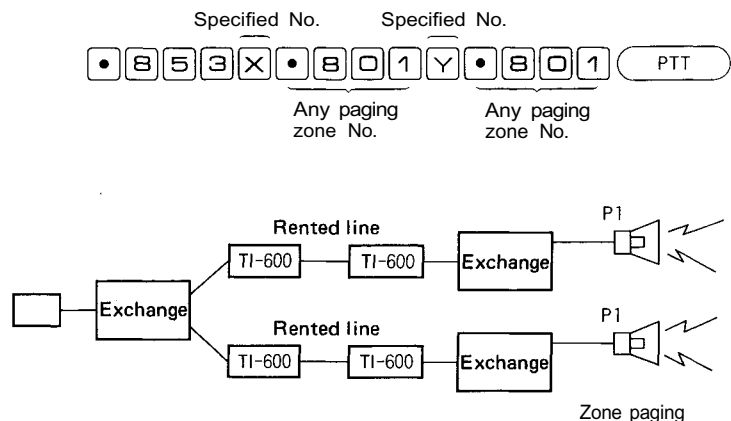 Specified No. Specified No.
• 8 5 3 X • 8 0 1 Y • 8 0 1 PTT
Any paging zone No.
Any paging zone No.
P1
Rented line
TI-600 TI-600 Exchange
Exchange
P1
Rented line
TI-600 TI-600 Exchange
Zone paging